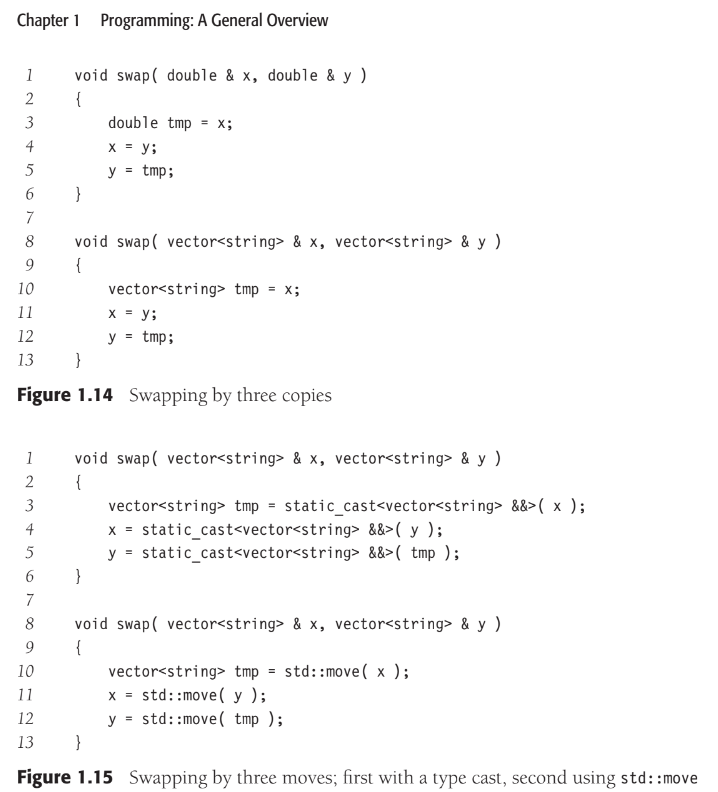 Chapter 1 Programming: A General Overview
1 void swap( double & x, double & y )
2 {
3 double tmp = x;
4 x = y;
5 y = tmp;
6 }
7
8 void swap( vector<string> & x, vector<string> & y )
9 {
10 vector<string> tmp = x;
11 x = y;
12 y = tmp;
13 }
Figure 1.14 Swapping by three copies
1 void swap( vector<string> & x, vector<string> & y )
2 {
3 vector<string> tmp = static_cast<vector<string> &&>( x );
4 x = static_cast<vector<string> &&>( y );
5 y = static_cast<vector<string> &&>( tmp );
6 }
7
8 void swap( vector<string> & x, vector<string> & y )
9 {
10 vector<string> tmp = std::move( x );
11 x = std::move( y );
12 y = std::move( tmp );
13 }
Figure 1.15 Swapping by three moves; first with a type cast, second using std::move